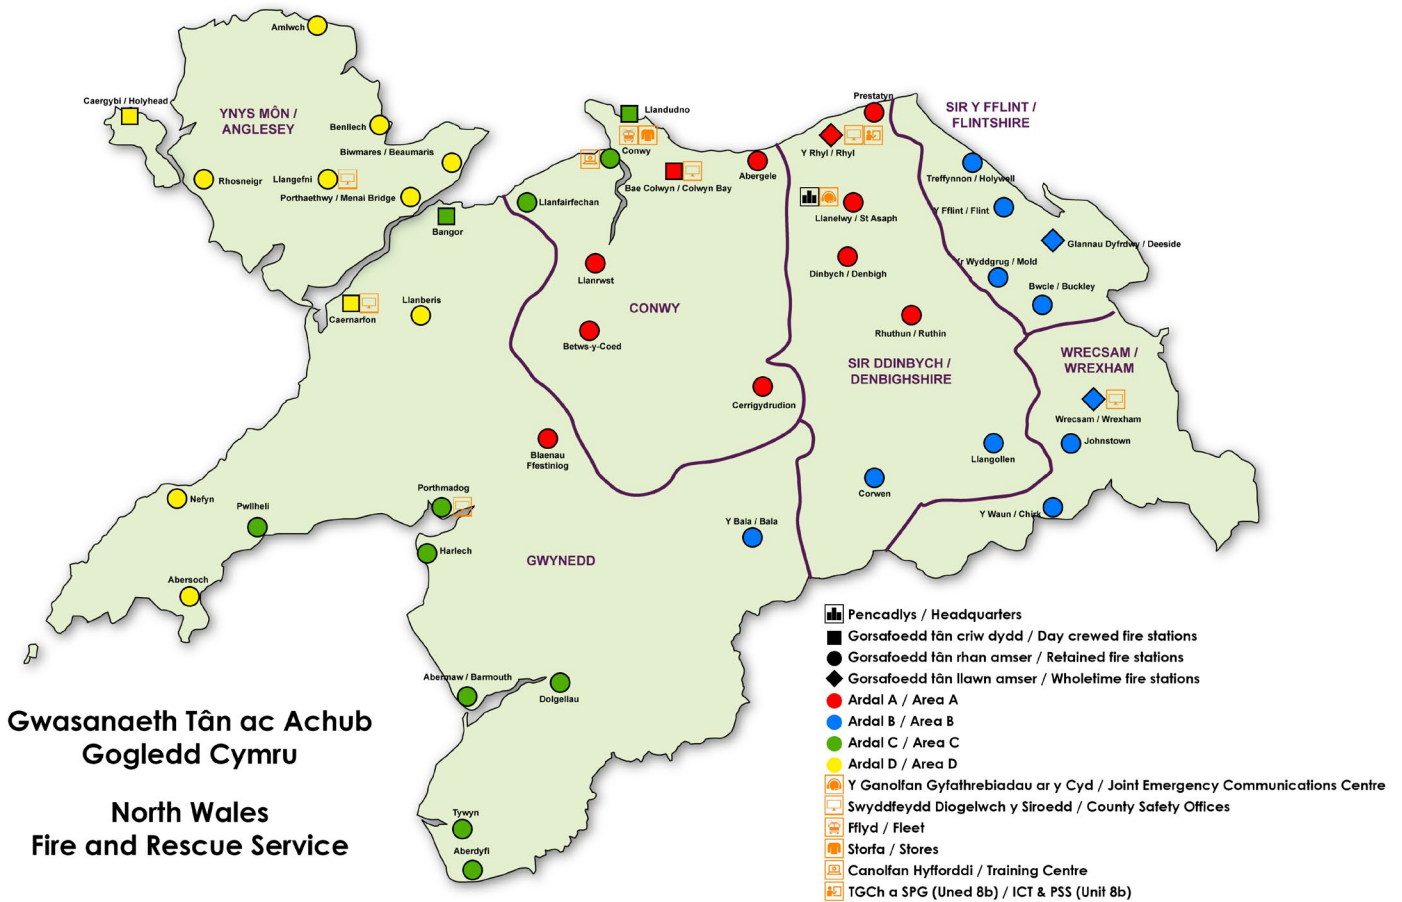 Amlwch
Caergybi / Holyhead
YNYS MÔN /
ANGLESEY
Benllech
Biwmares / Beaumaris
Rhosneigr
Llangefni
Porthaethwy / Menai Bridge
Bangor
Llanfairfechan
Llandudno
Conwy
Bae Colwyn / Colwyn Bay
Abergele
Prestatyn
Y Rhyl / Rhyl
SIR Y FFLINT /
FLINTSHIRE
Treffynnon / Holywell
Y Fflint / Flint
Llanelwy / St Asaph
Glannau Dyfrdwy / Deeside
Yr Wyddgrug / Mold
Dinbych / Denbigh
Bwcle / Buckley
Llanrwst
Caernarfon
Llanberis
CONWY
Betws-y-Coed
Rhuthun / Ruthin
SIR DDINBYCH /
DENBIGHSHIRE
WRECSAM /
WREXHAM
Cerrigydrudion
Wrecsam / Wrexham
Johnstown
Blaenau
Ffestiniog
Llangollen
Corwen
Y Waun / Chirk
Nefyn
Pwllheli
Porthmadog
Harlech
Y Bala / Bala
GWYNEDD
Abersoch
Abermaw / Barmouth
Dolgellau
Tywyn
Aberdyfi
Gwasanaeth Tân ac Achub
Gogledd Cymru
North Wales
Fire and Rescue Service
Pencadlys / Headquarters
Gorsafoedd tân criw dydd / Day crewed fire stations
Gorsafoedd tân rhan amser / Retained fire stations
Gorsafoedd tân llawn amser / Wholetime fire stations
Ardal A / Area A
Ardal B / Area B
Ardal C / Area C
Ardal D / Area D
Y Ganolfan Gyfathrebiadau ar y Cyd / Joint Emergency Communications Centre
Swyddfeydd Diogelwch y Siroedd / County Safety Offices
Fflyd / Fleet
Storfa / Stores
Canolfan Hyfforddi / Training Centre
TGCh a SPG (Uned 8b) / ICT & PSS (Unit 8b)